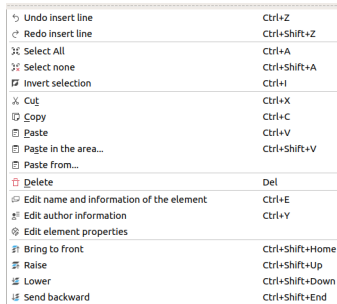 Undo insert line Ctrl+Z
Redo insert line Ctrl+Shift+Z
Select All Ctrl+A
Select none Ctrl+Shift+A
Invert selection Ctrl+I
Cut Ctrl+X
Copy Ctrl+C
Paste Ctrl+V
Paste in the area... Ctrl+Shift+V
Paste from...
Delete Del
Edit name and information of the element Ctrl+E
Edit author information Ctrl+Y
Edit element properties
Bring to front Ctrl+Shift+Home
Raise Ctrl+Shift+Up
Lower Ctrl+Shift+Down
Send backward Ctrl+Shift+End